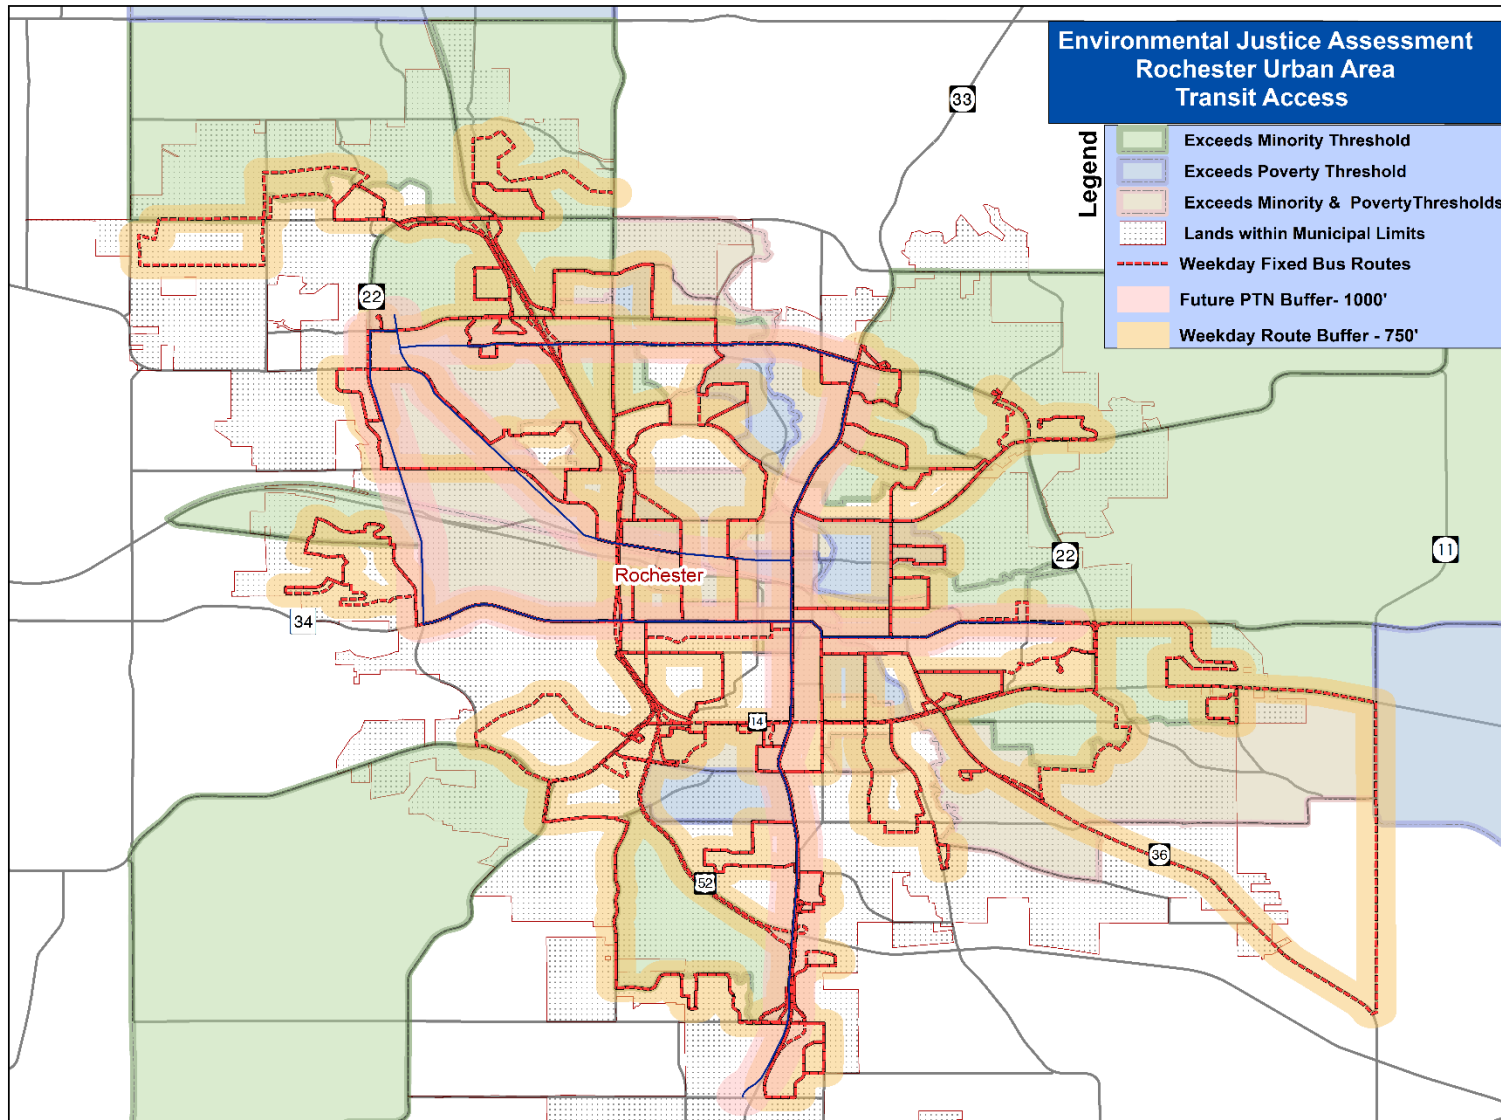 Environmental Justice Assessment
Rochester Urban Area
Transit Access
Legend
Exceeds Minority Threshold
Exceeds Poverty Threshold
Exceeds Minority & PovertyThresholds
Lands within Municipal Limits
Weekday Fixed Bus Routes
Future PTN Buffer- 1000'
Weekday Route Buffer - 750'
33
22
11
22
Rochester
34
14
36
52